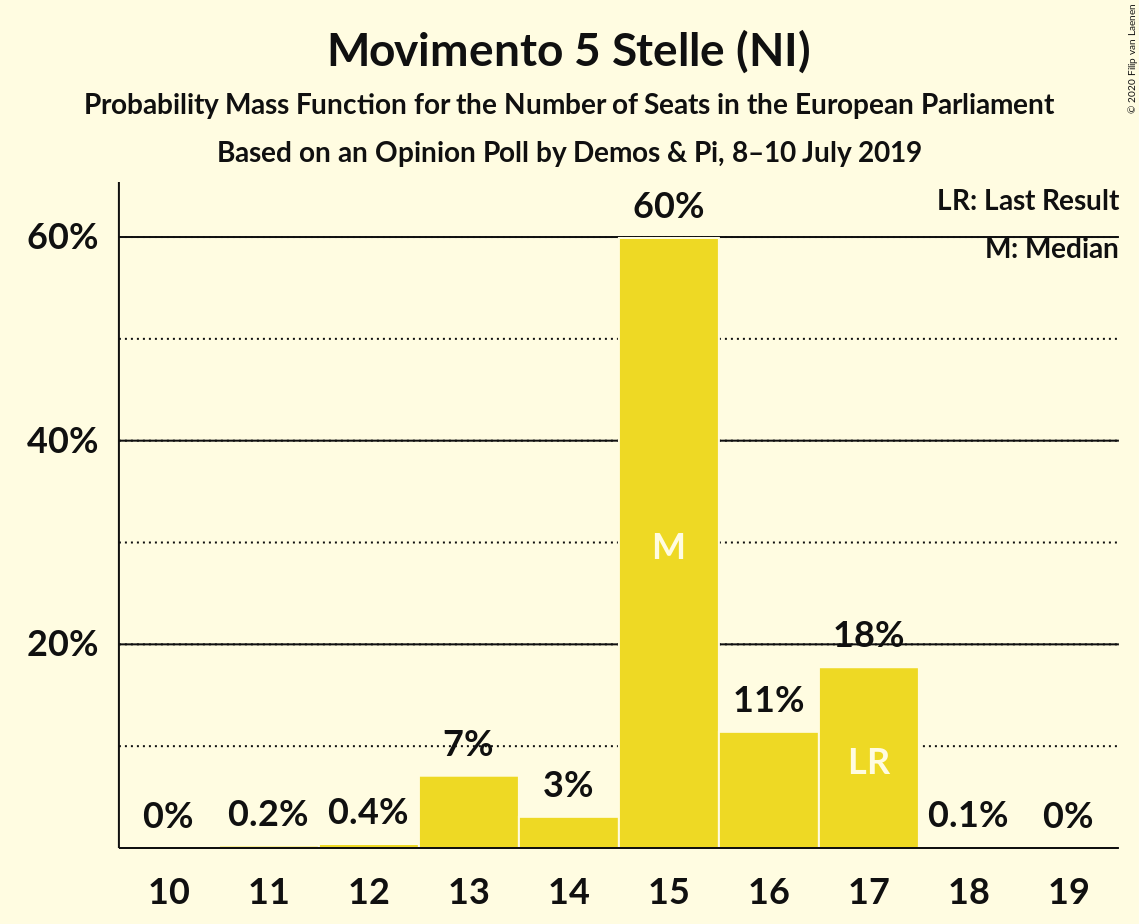 Movimento 5 Stelle (NI)
Probability Mass Function for the Number of Seats in the European Parliament
Based on an Opinion Poll by Demos & Pi, 8–10 July 2019
© 2020 Filip van Laenen
LR: Last Result
M: Median
60%
40%
20%
0%
0.2%
0.4%
7%
3%
60%
11%
18%
0.1%
0%
M
LR
10 11 12 13 14 15 16 17 18 19